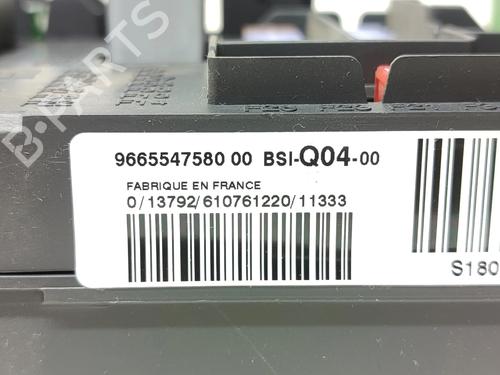 B-PARTS
9665547580 00 BSI-Q04-00
FABRIQUE EN FRANCE
0/13792/610761220/11333
S180